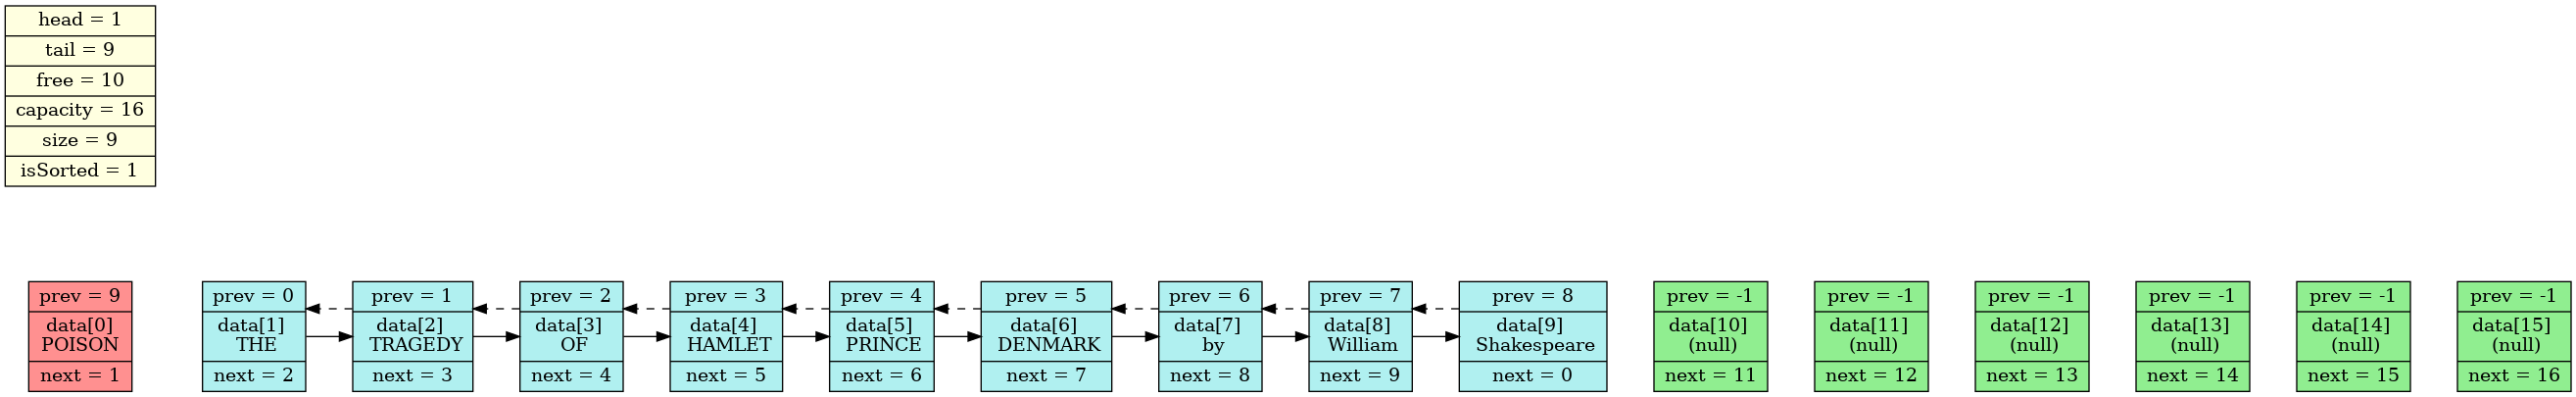 head = 1
tail = 9
free = 10
capacity = 16
size = 9
isSorted = 1
prev = 9
data[0]
POISON
next = 1
prev = 0
data[1]
THE
next = 2
prev = 1
data[2]
TRAGEDY
next = 3
prev = 2
data[3]
OF
next = 4
prev = 3
data[4]
HAMLET
next = 5
prev = 4
data[5]
PRINCE
next = 6
prev = 5
data[6]
DENMARK
next = 7
prev = 6
data[7]
by
next = 8
prev = 7
data[8]
William
next = 9
prev = 8
data[9]
Shakespeare
next = 0
prev = -1
data[10]
(null)
next = 11
prev = -1
data[11]
(null)
next = 12
prev = -1
data[12]
(null)
next = 13
prev = -1
data[13]
(null)
next = 14
prev = -1
data[14]
(null)
next = 15
prev = -1
data[15]
(null)
next = 16